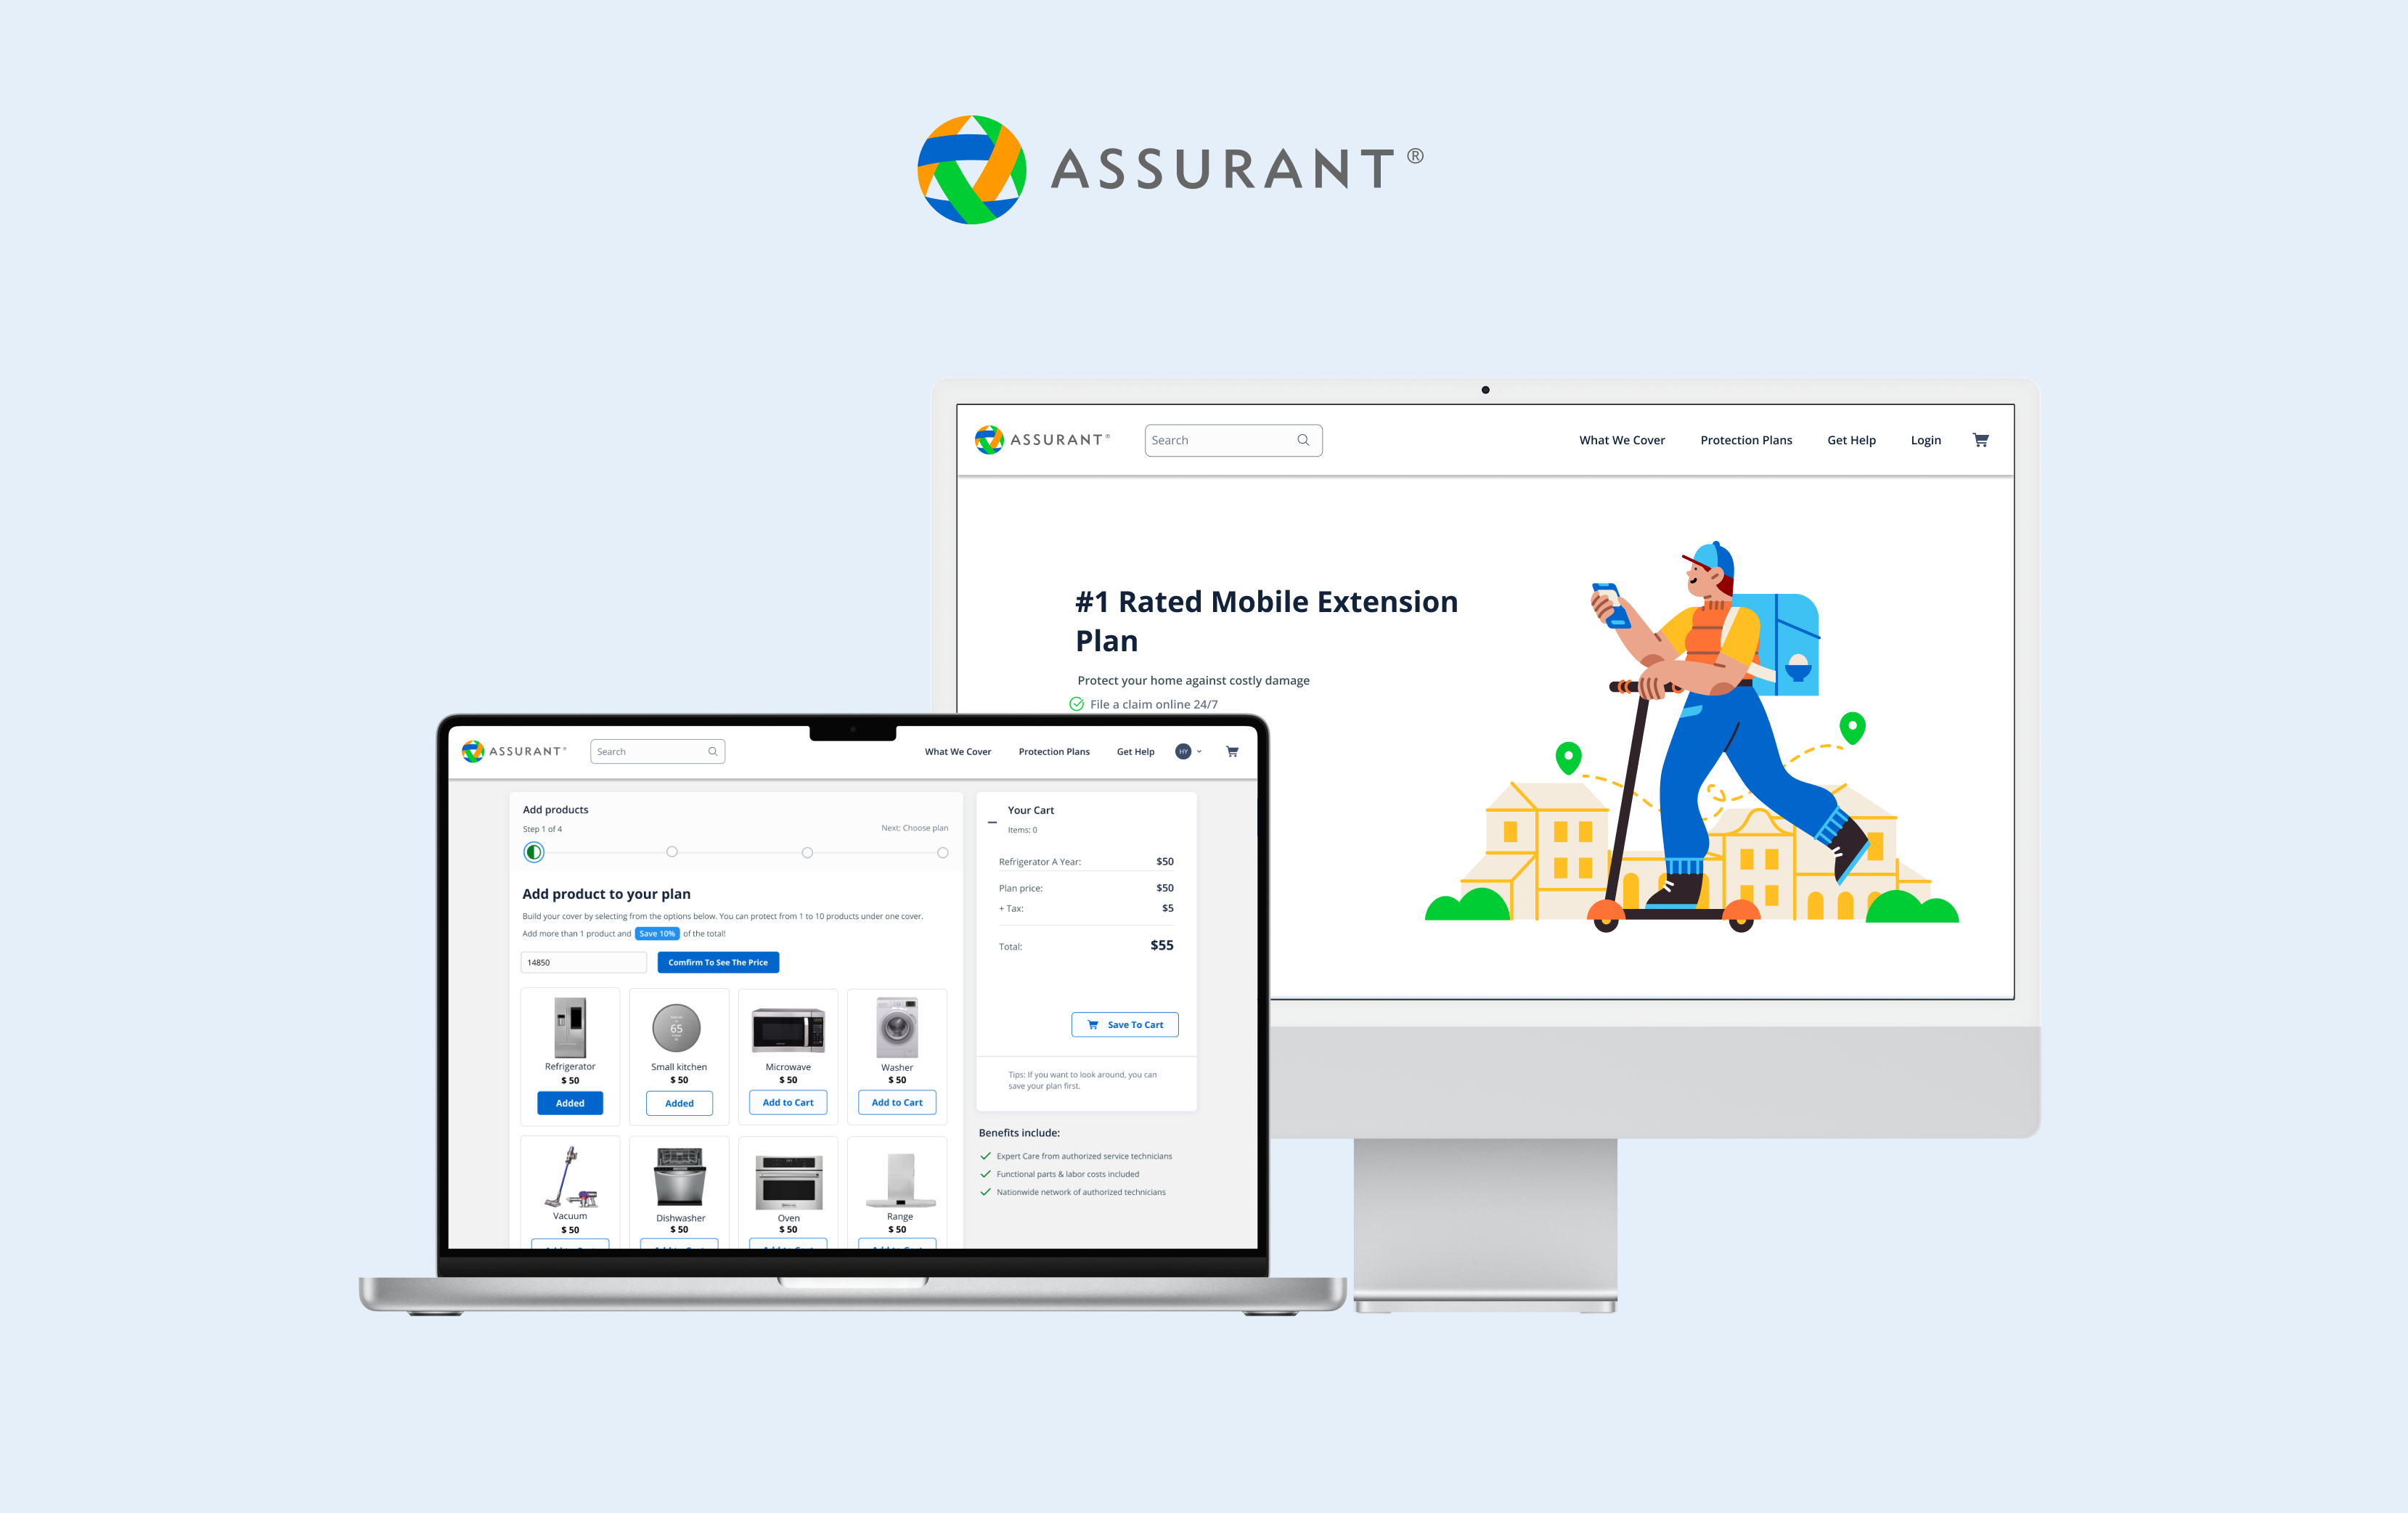 ASSURANT®
ASSURANT®
Search
What We Cover
Protection Plans
Get Help
Login
#1 Rated Mobile Extension
Plan
Protect your home against costly damage
File a claim online 24/7
ASSURANT®
Search
What We Cover
Protection Plans
Get Help
HY
Add products
Step 1 of 4
Next: Choose plan
Add product to your plan
Build your cover by selecting from the options below. You can protect from 1 to 10 products under one cover.
Add more than 1 product and Save 10% of the total!
14850
Comfirm To See The Price
Refrigerator
$ 50
Added
Small kitchen
$ 50
Added
Microwave
$ 50
Add to Cart
Washer
$ 50
Add to Cart
Vacuum
$ 50
Dishwasher
$ 50
Oven
$ 50
Range
$ 50
Your Cart
Items: 0
Refrigerator A Year: $50
Plan price: $50
+ Tax: $5
Total: $55
Save To Cart
Tips: If you want to look around, you can
save your plan first.
Benefits include:
Expert Care from authorized service technicians
Functional parts & labor costs included
Nationwide network of authorized technicians